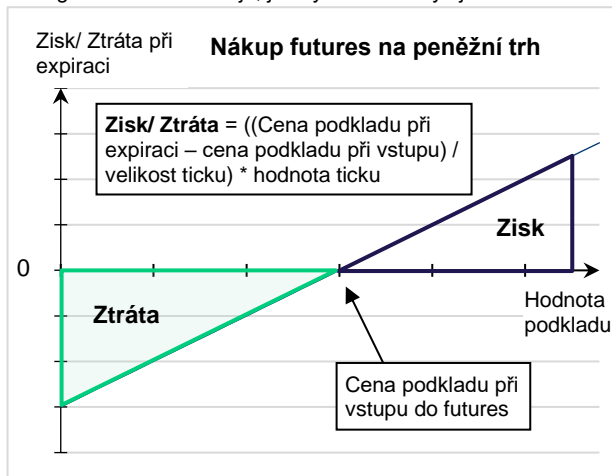 Zisk/ Ztráta při
expiraci
Nákup futures na peněžní trh
Zisk/ Ztráta = ((Cena podkladu při
expiraci – cena podkladu při vstupu) /
velikost ticku) * hodnota ticku
Zisk
0
Ztráta
Hodnota
podkladu
Cena podkladu při
vstupu do futures